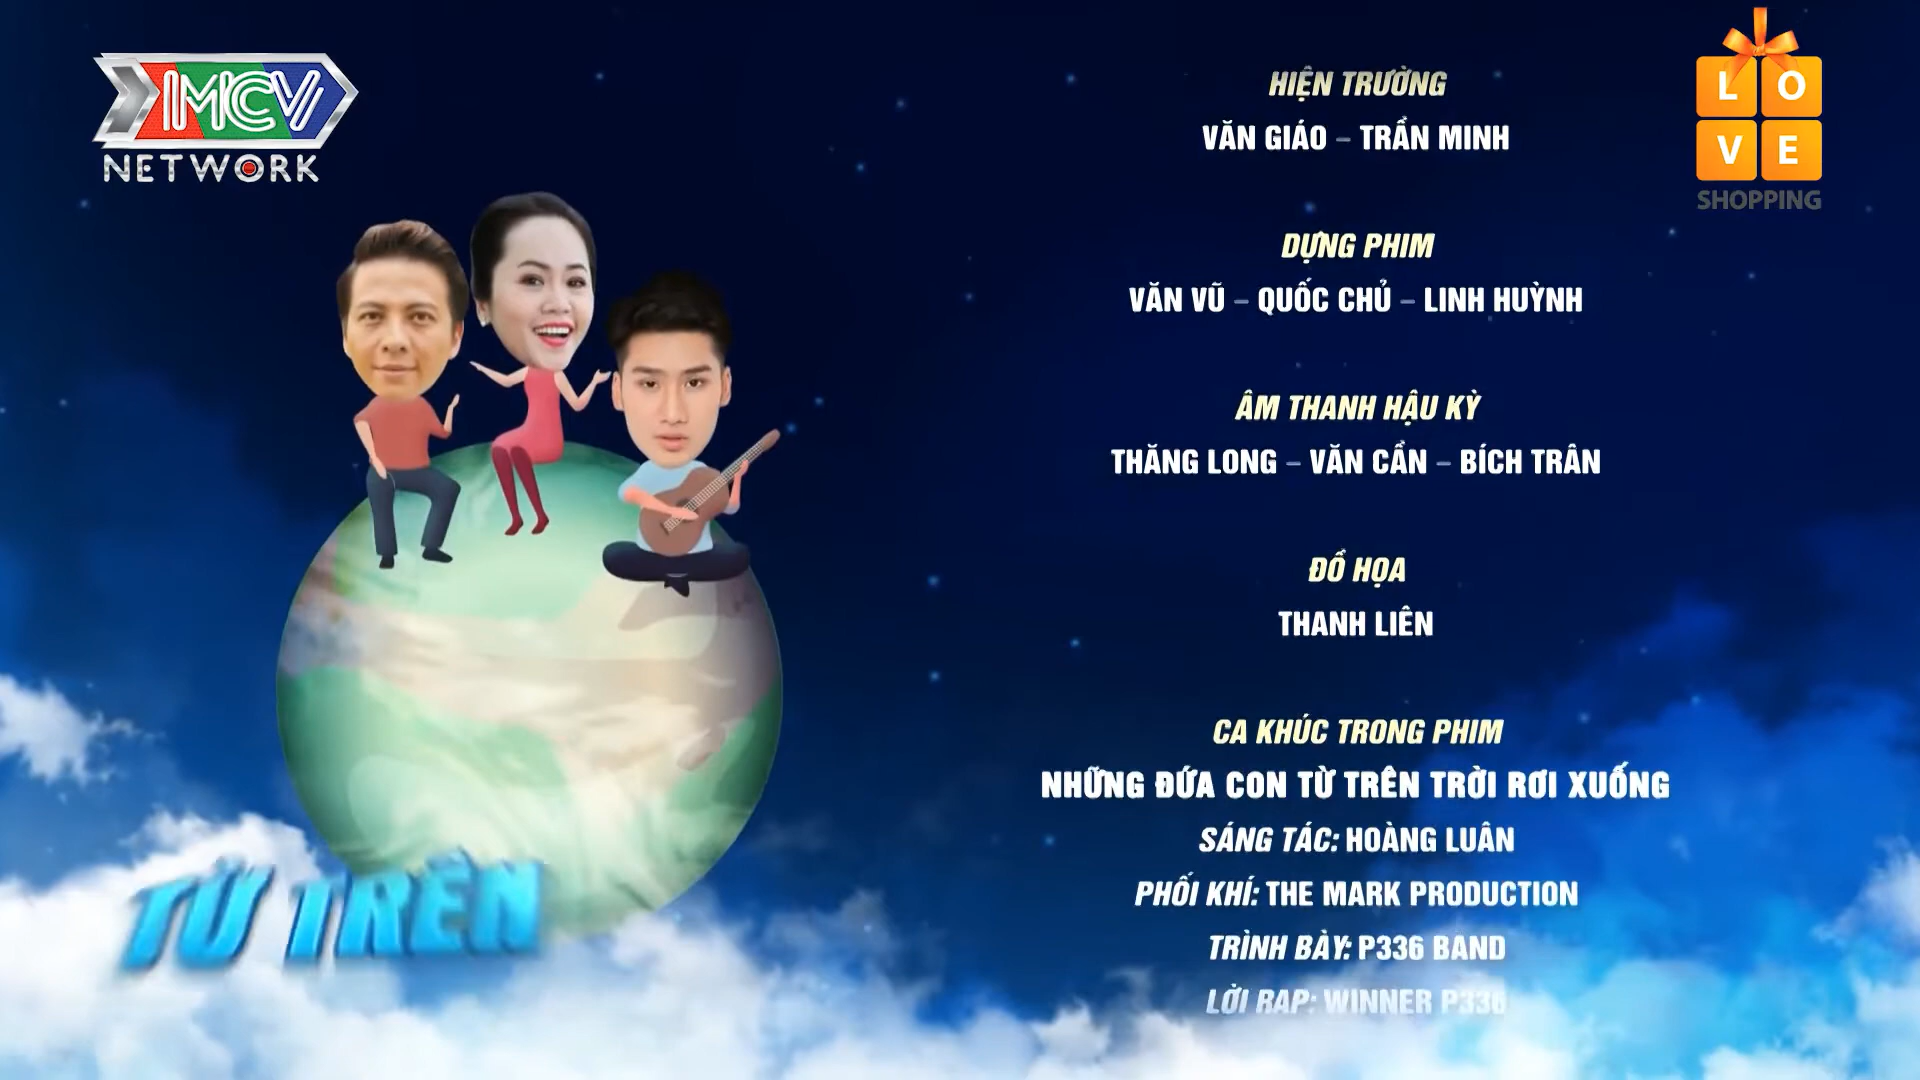 MCV
NETWORK
LOVE
SHOPPING
HIỆN TRƯỜNG
VĂN GIÁO – TRẦN MINH
DỰNG PHIM
VĂN VŨ – QUỐC CHỦ – LINH HUỲNH
ÂM THANH HẬU KỲ
THĂNG LONG – VĂN CẦN – BÍCH TRÂN
ĐỒ HỌA
THANH LIÊN
CA KHÚC TRONG PHIM
NHỮNG ĐỨA CON TỪ TRÊN TRỜI RƠI XUỐNG
SÁNG TÁC: HOÀNG LUÂN
PHỐI KHÍ: THE MARK PRODUCTION
TRÌNH BÀY: P336 BAND
LỜI RAP: WINNER P336
TỪ TRÊN